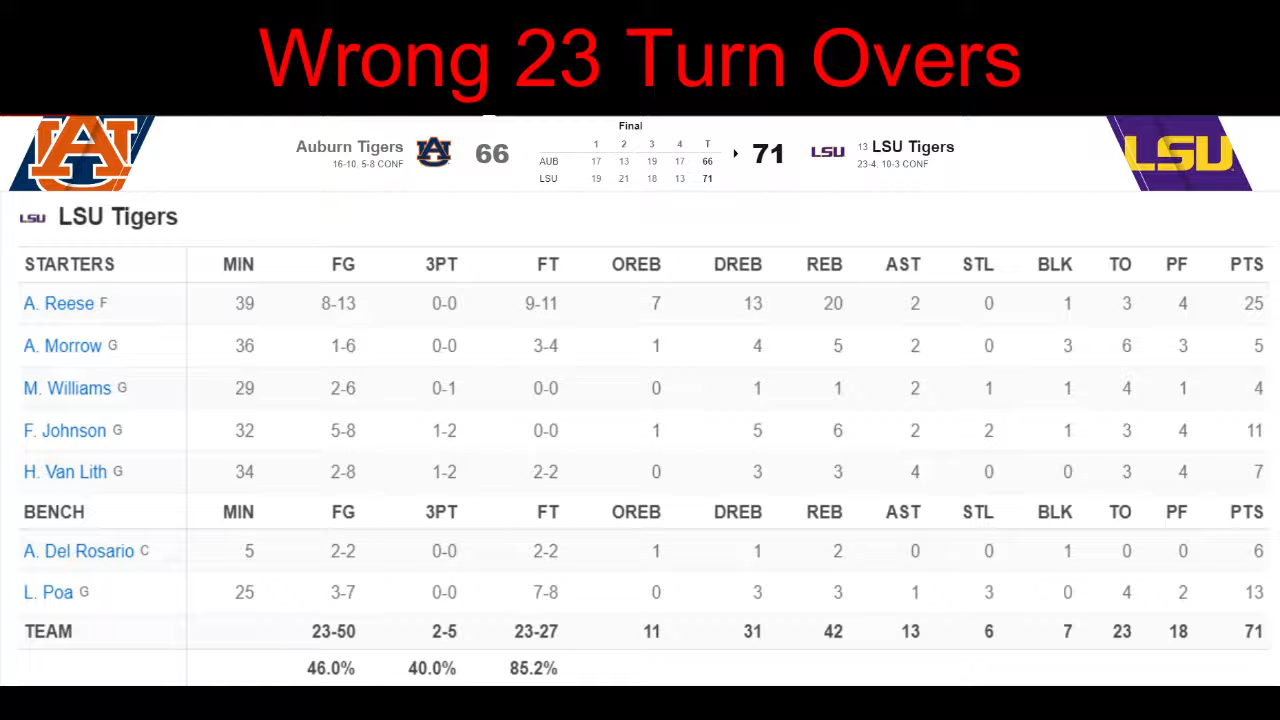 Wrong 23 Turn Overs
Final
Auburn Tigers 66 1 2 3 4 T 71 LSU 13 LSU Tigers
16-10, 5-8 CONF AUB 17 13 19 17 66 23-4, 10-3 CONF
LSU 19 21 18 13 71
AU LSU
LSU LSU Tigers
STARTERS MIN FG 3PT FT OREB DREB REB AST STL BLK TO PF PTS
A. Reese F 39 8-13 0-0 9-11 7 13 20 2 0 1 3 4 25
A. Morrow G 36 1-6 0-0 3-4 1 4 5 2 0 3 6 3 5
M. Williams G 29 2-6 0-1 0-0 0 1 1 2 1 1 4 1 4
F. Johnson G 32 5-8 1-2 0-0 1 5 6 2 2 1 3 4 11
H. Van Lith G 34 2-8 1-2 2-2 0 3 3 4 0 0 3 4 7
BENCH MIN FG 3PT FT OREB DREB REB AST STL BLK TO PF PTS
A. Del Rosario C 5 2-2 0-0 2-2 1 1 2 0 0 1 0 0 6
L. Poa G 25 3-7 0-0 7-8 0 3 3 1 3 0 4 2 13
TEAM 23-50 2-5 23-27 11 31 42 13 6 7 23 18 71
46.0% 40.0% 85.2%